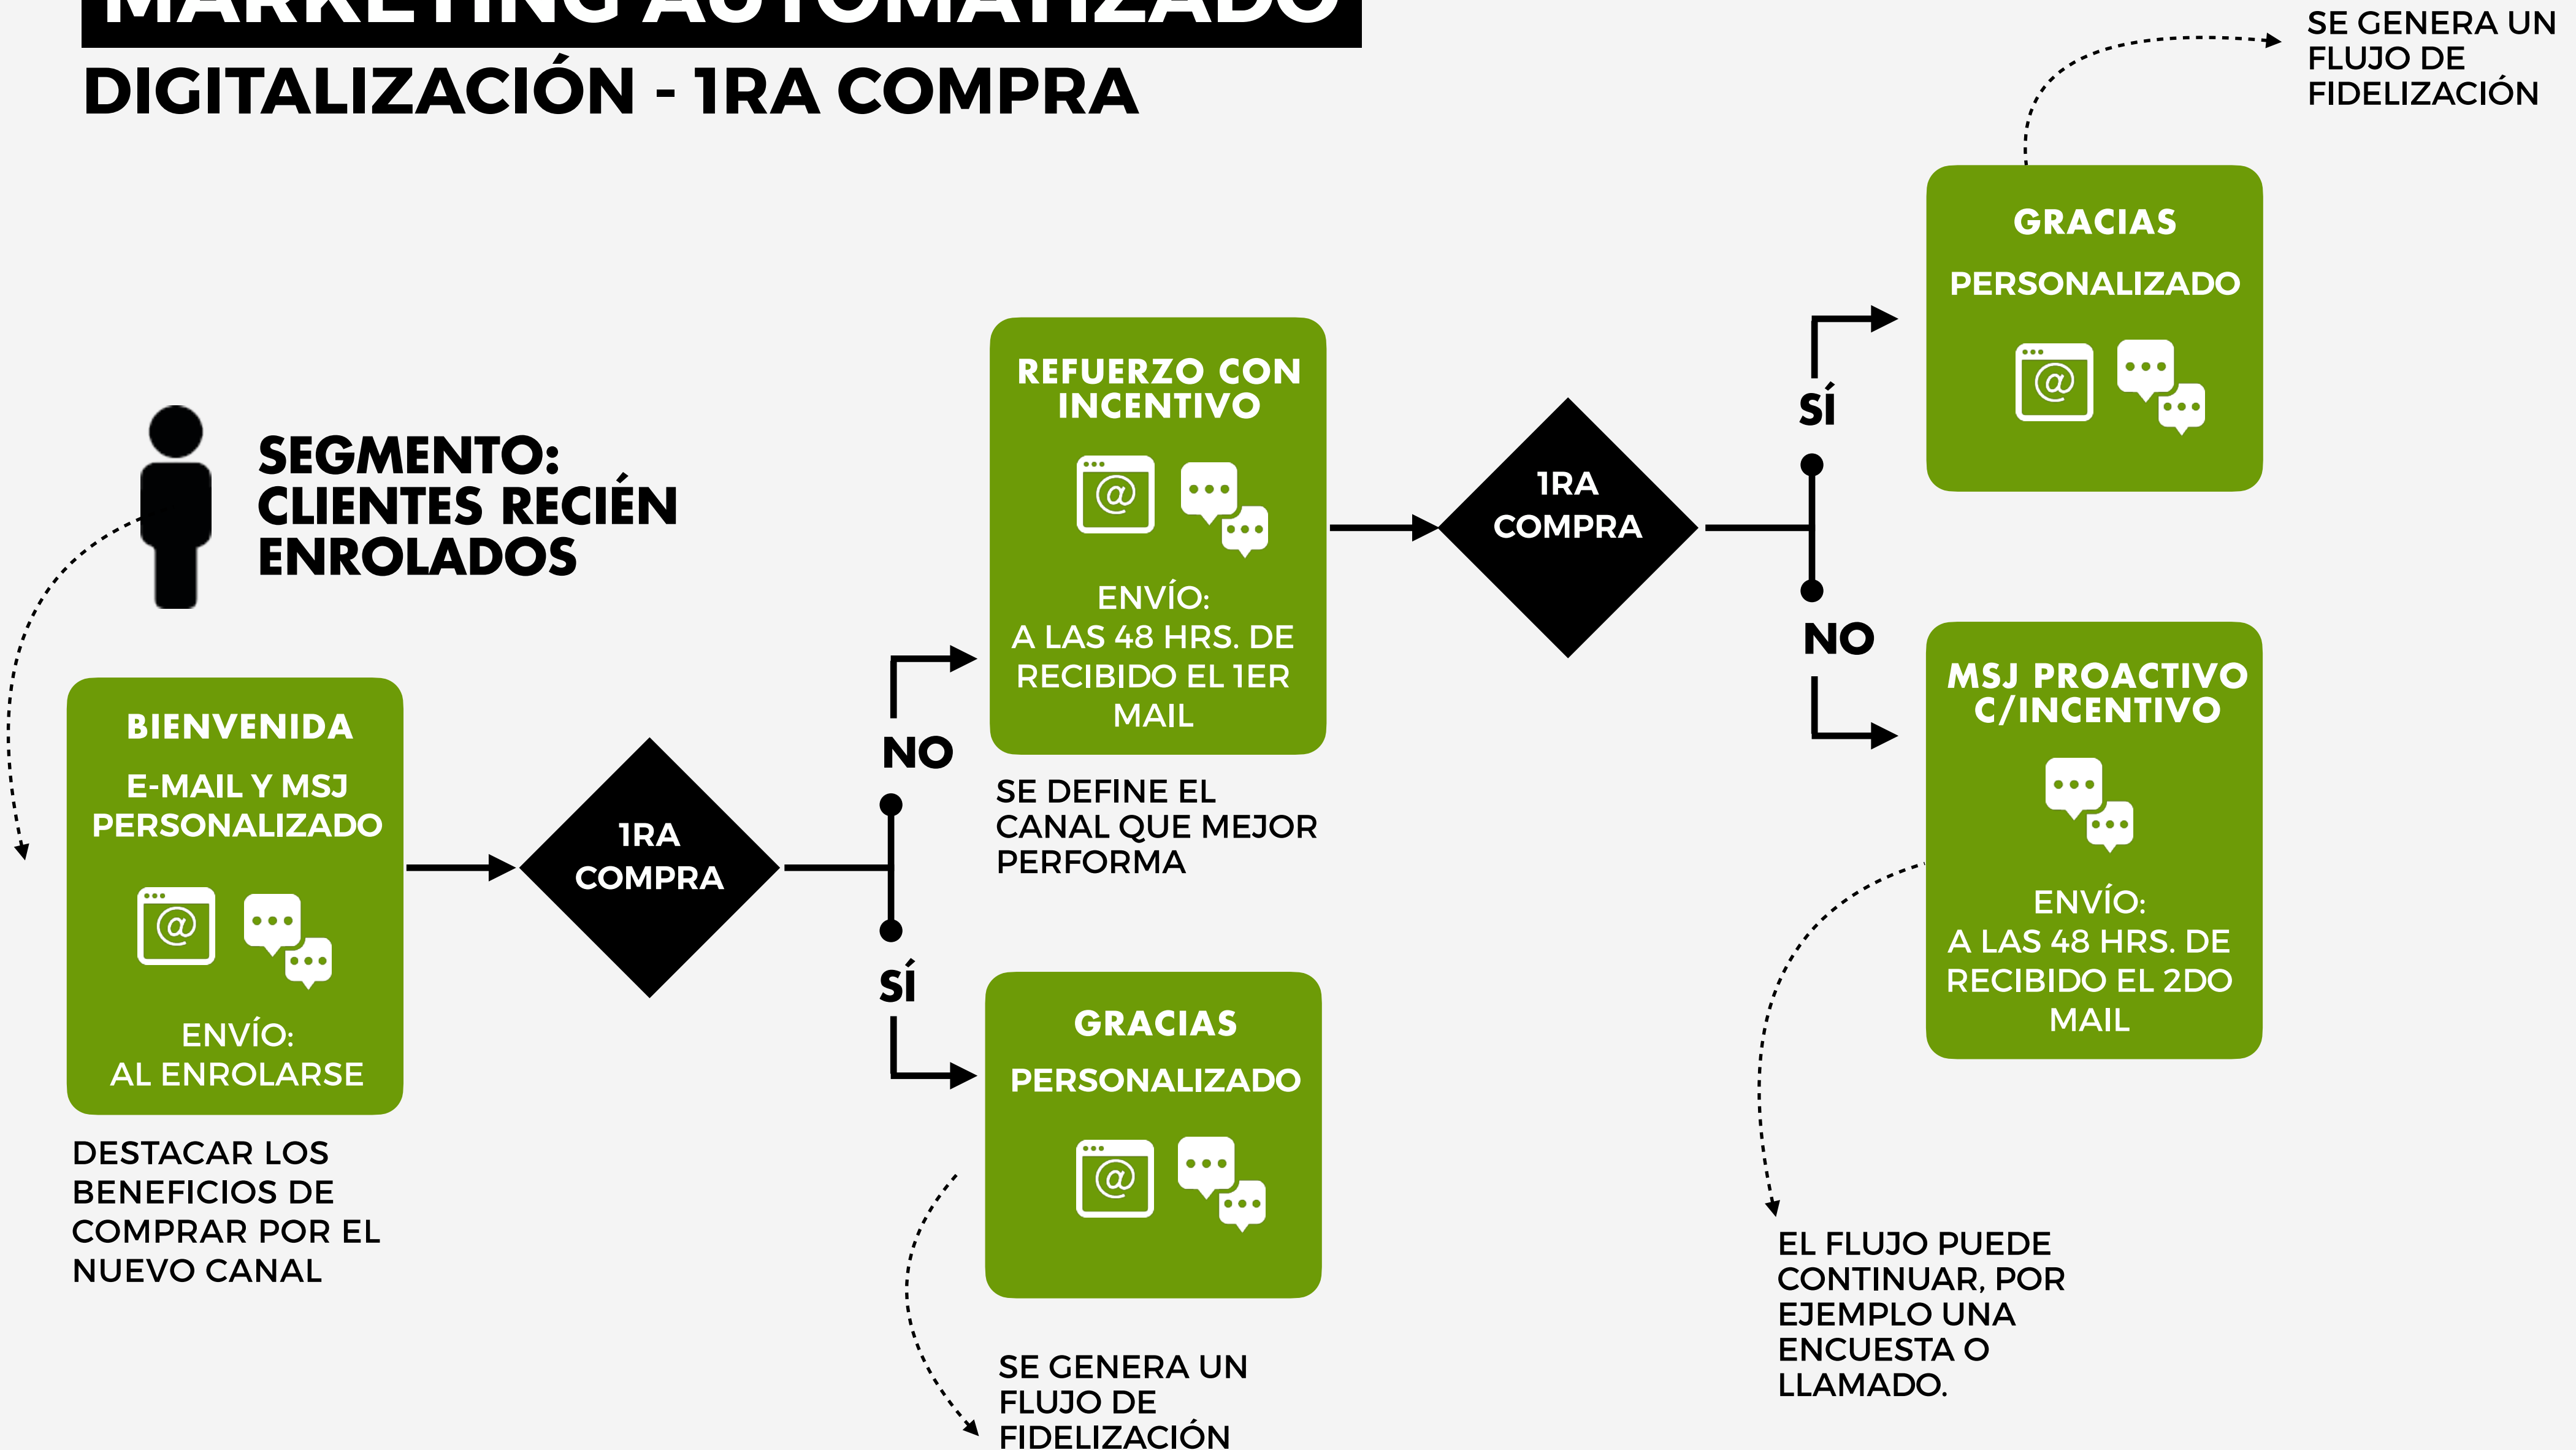 MARKETING AUTOMATIZADO
DIGITALIZACIÓN - 1RA COMPRA
SEGMENTO:
CLIENTES RECIÉN
ENROLADOS
BIENVENIDA
E-MAIL Y MSJ
PERSONALIZADO
@
ENVÍO:
AL ENROLARSE
DESTACAR LOS
BENEFICIOS DE
COMPRAR POR EL
NUEVO CANAL
1RA
COMPRA
NO
REFUERZO CON
INCENTIVO
@
ENVÍO:
A LAS 48 HRS. DE
RECIBIDO EL 1ER
MAIL
SE DEFINE EL
CANAL QUE MEJOR
PERFORMA
SÍ
GRACIAS
PERSONALIZADO
@
SE GENERA UN
FLUJO DE
FIDELIZACIÓN
1RA
COMPRA
SÍ
GRACIAS
PERSONALIZADO
@
SE GENERA UN
FLUJO DE
FIDELIZACIÓN
NO
MSJ PROACTIVO
C/INCENTIVO
ENVÍO:
A LAS 48 HRS. DE
RECIBIDO EL 2DO
MAIL
EL FLUJO PUEDE
CONTINUAR, POR
EJEMPLO UNA
ENCUESTA O
LLAMADO.